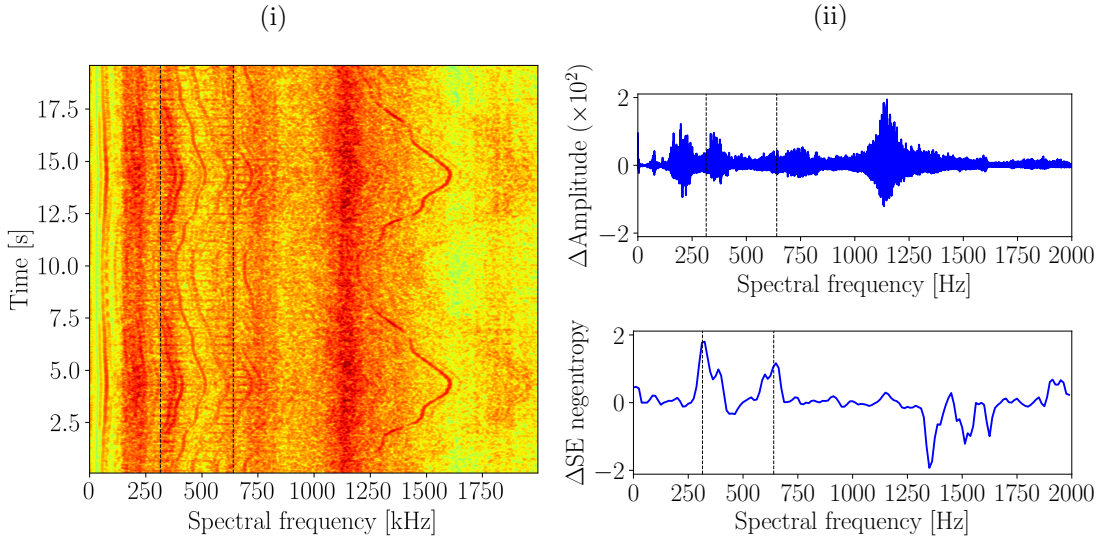 (i)
(ii)
17.5
15.0
12.5
10.0
7.5
5.0
2.5
Time [s]
0 250 500 750 1000 1250 1500 1750
Spectral frequency [kHz]
2
0
−2
ΔAmplitude (×10²)
0 250 500 750 1000 1250 1500 1750 2000
Spectral frequency [Hz]
2
0
−2
ΔSE negentropy
0 250 500 750 1000 1250 1500 1750 2000
Spectral frequency [Hz]